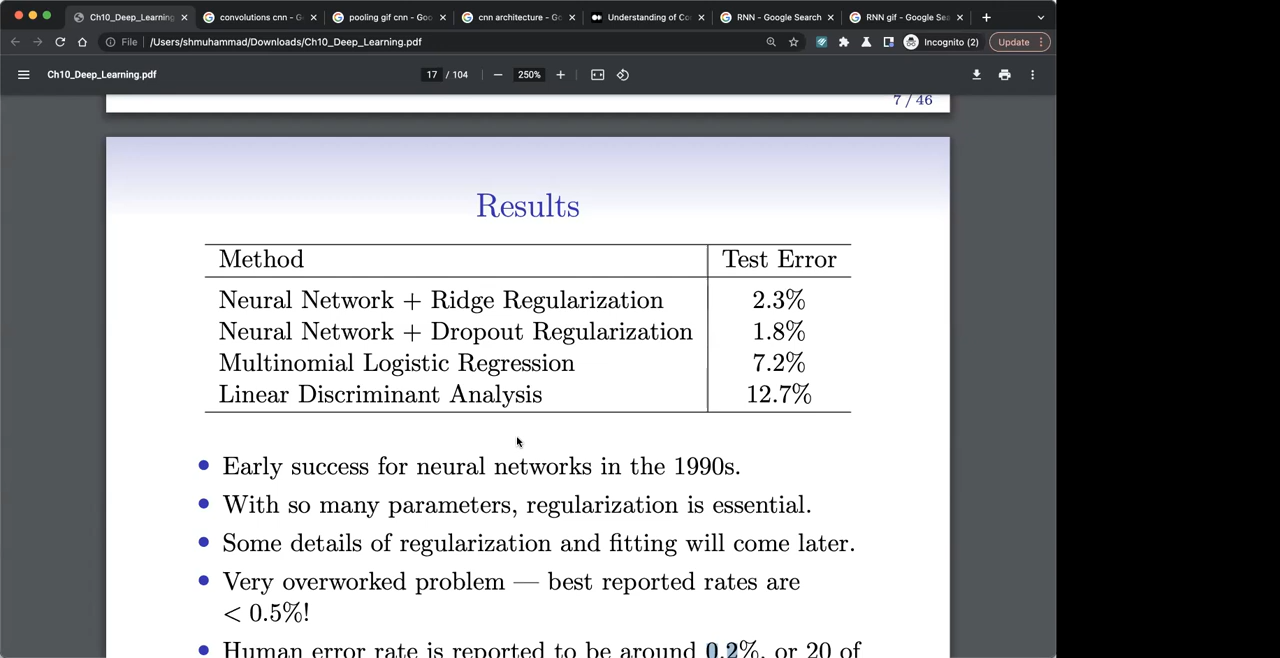 Ch10_Deep_Learning.pdf
convolutions cnn - G
pooling gif cnn - Goo
cnn architecture - Go
Understanding of Co
RNN - Google Search
RNN gif - Google Sea
File
/Users/shmuhammad/Downloads/Ch10_Deep_Learning.pdf
Incognito (2)
Update
Ch10_Deep_Learning.pdf
17 / 104
250%
7 / 46
Results
Method Test Error
Neural Network + Ridge Regularization 2.3%
Neural Network + Dropout Regularization 1.8%
Multinomial Logistic Regression 7.2%
Linear Discriminant Analysis 12.7%
• Early success for neural networks in the 1990s.
• With so many parameters, regularization is essential.
• Some details of regularization and fitting will come later.
• Very overworked problem — best reported rates are
< 0.5%!
• Human error rate is reported to be around 0.2%, or 20 of